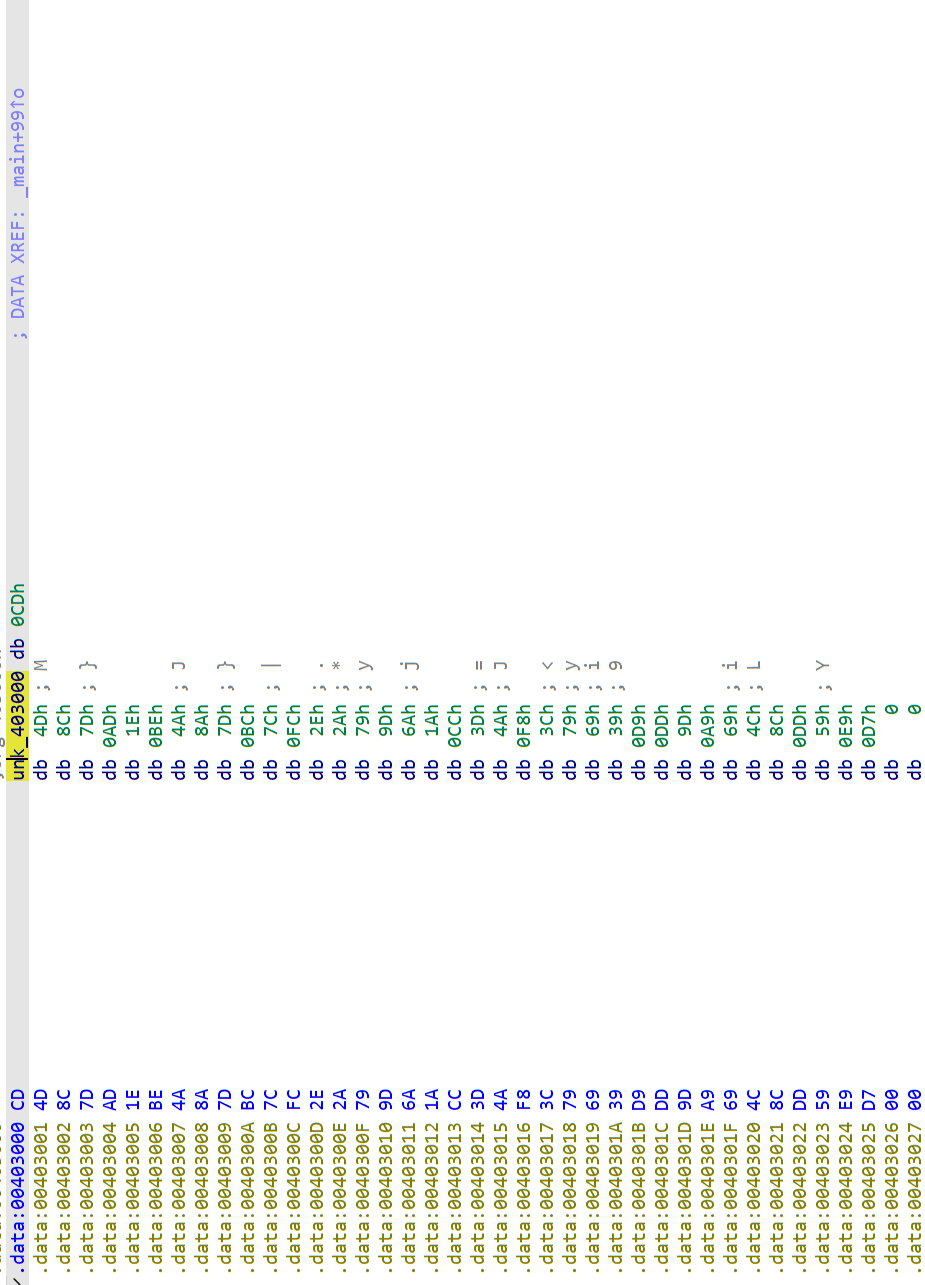 .data:00403000 CD unk_403000 db 0CDh ; DATA XREF: _main+99↑o
.data:00403001 4D db 4Dh ; M
.data:00403002 8C db 8Ch
.data:00403003 7D db 7Dh ; }
.data:00403004 AD db 0ADh
.data:00403005 1E db 1Eh
.data:00403006 BE db 0BEh
.data:00403007 4A db 4Ah ; J
.data:00403008 8A db 8Ah
.data:00403009 7D db 7Dh ; }
.data:0040300A BC db 0BCh
.data:0040300B 7C db 7Ch ; |
.data:0040300C FC db 0FCh
.data:0040300D 2E db 2Eh ; .
.data:0040300E 2A db 2Ah ; *
.data:0040300F 79 db 79h ; y
.data:00403010 9D db 9Dh
.data:00403011 6A db 6Ah ; j
.data:00403012 1A db 1Ah
.data:00403013 CC db 0CCh
.data:00403014 3D db 3Dh ; =
.data:00403015 4A db 4Ah ; J
.data:00403016 F8 db 0F8h
.data:00403017 3C db 3Ch ; <
.data:00403018 79 db 79h ; y
.data:00403019 69 db 69h ; i
.data:0040301A 39 db 39h ; 9
.data:0040301B D9 db 0D9h
.data:0040301C DD db 0DDh
.data:0040301D 9D db 9Dh
.data:0040301E A9 db 0A9h
.data:0040301F 69 db 69h ; i
.data:00403020 4C db 4Ch ; L
.data:00403021 8C db 8Ch
.data:00403022 DD db 0DDh
.data:00403023 59 db 59h ; Y
.data:00403024 E9 db 0E9h
.data:00403025 D7 db 0D7h
.data:00403026 00 db 0
.data:00403027 00 db 0